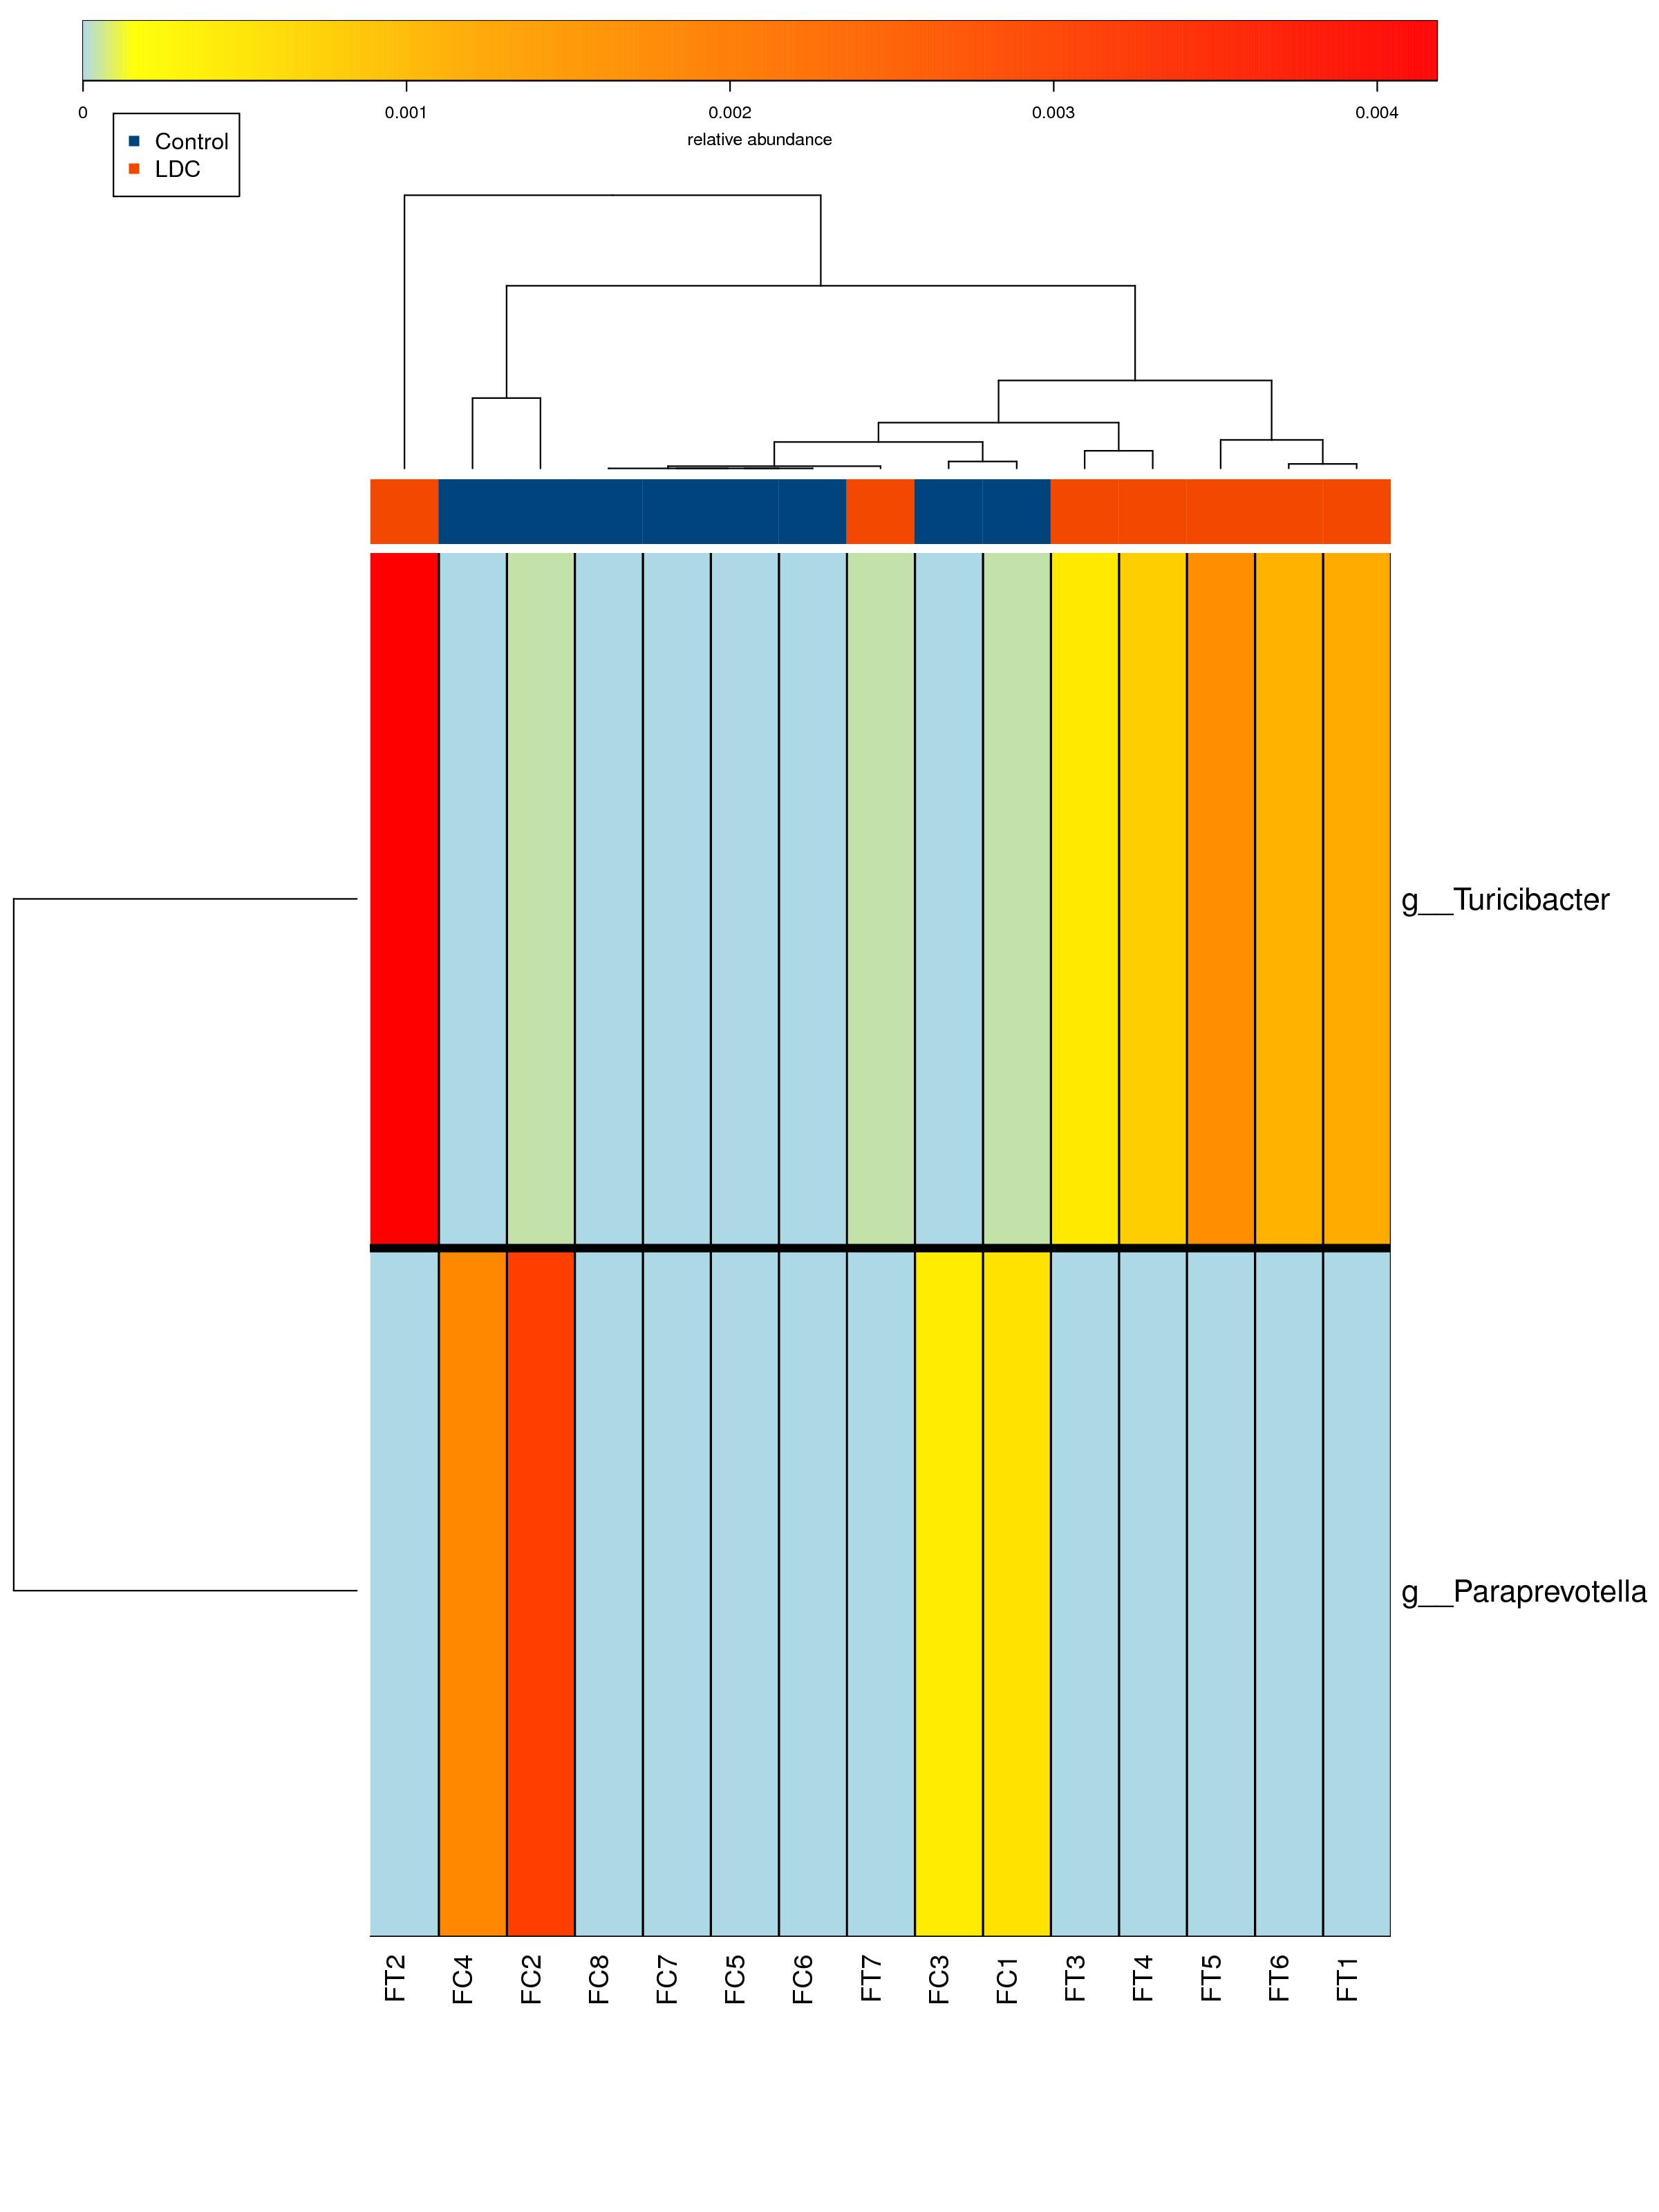 0 0.001 0.002 0.003 0.004
relative abundance
Control
LDC
g__Turicibacter
g__Paraprevotella
FT2 FC4 FC2 FC8 FC7 FC5 FC6 FT7 FC3 FC1 FT3 FT4 FT5 FT6 FT1